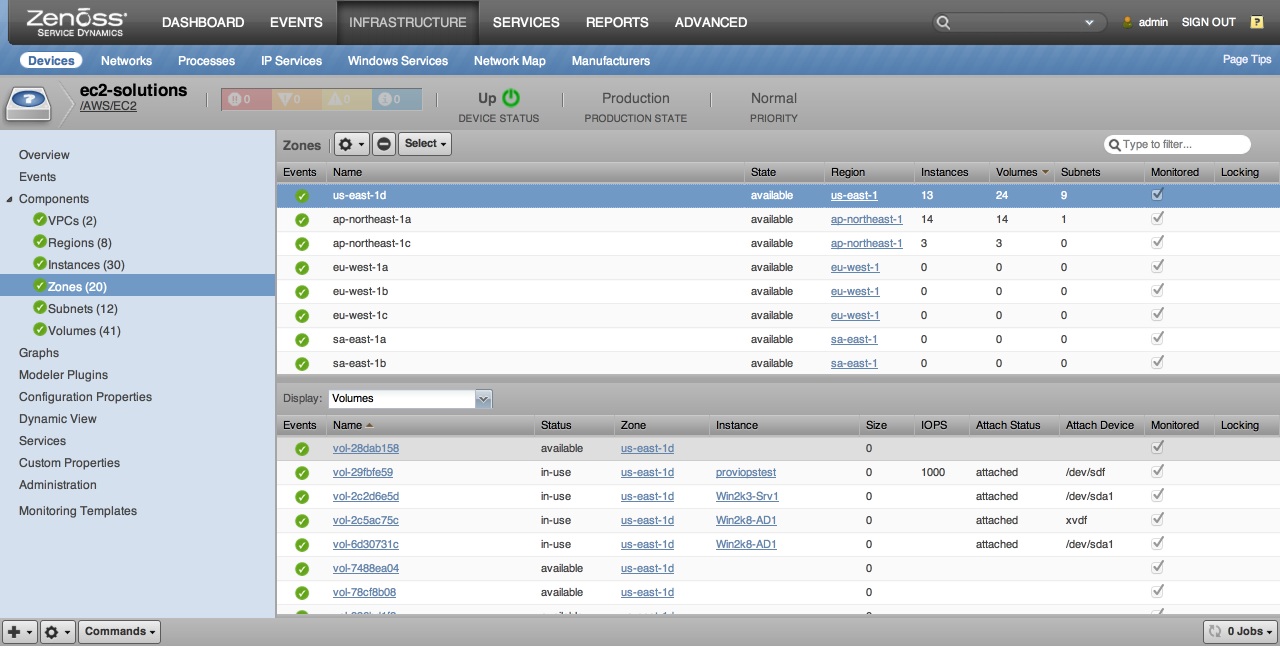 Zenoss DASHBOARD EVENTS INFRASTRUCTURE SERVICES REPORTS ADVANCED admin SIGN OUT ?
SERVICE DYNAMICS
Devices Networks Processes IP Services Windows Services Network Map Manufacturers Page Tips
ec2-solutions
/AWS/EC2
0 0 0 0
Up
DEVICE STATUS
Production
PRODUCTION STATE
Normal
PRIORITY
Overview
Events
Components
VPCs (2)
Regions (8)
Instances (30)
Zones (20)
Subnets (12)
Volumes (41)
Graphs
Modeler Plugins
Configuration Properties
Dynamic View
Services
Custom Properties
Administration
Monitoring Templates
Zones Select Type to filter...
Events Name State Region Instances Volumes Subnets Monitored Locking
us-east-1d available us-east-1 13 24 9
ap-northeast-1a available ap-northeast-1 14 14 1
ap-northeast-1c available ap-northeast-1 3 3 0
eu-west-1a available eu-west-1 0 0 0
eu-west-1b available eu-west-1 0 0 0
eu-west-1c available eu-west-1 0 0 0
sa-east-1a available sa-east-1 0 0 0
sa-east-1b available sa-east-1 0 0 0
Display: Volumes
Events Name Status Zone Instance Size IOPS Attach Status Attach Device Monitored Locking
vol-28dab158 available us-east-1d 0
vol-29fbfe59 in-use us-east-1d proviopstest 0 1000 attached /dev/sdf
vol-2c2d6e5d in-use us-east-1d Win2k3-Srv1 0 attached /dev/sda1
vol-2c5ac75c in-use us-east-1d Win2k8-AD1 0 attached xvdf
vol-6d30731c in-use us-east-1d Win2k8-AD1 0 attached /dev/sda1
vol-7488ea04 available us-east-1d 0
vol-78cf8b08 available us-east-1d 0
Commands 0 Jobs